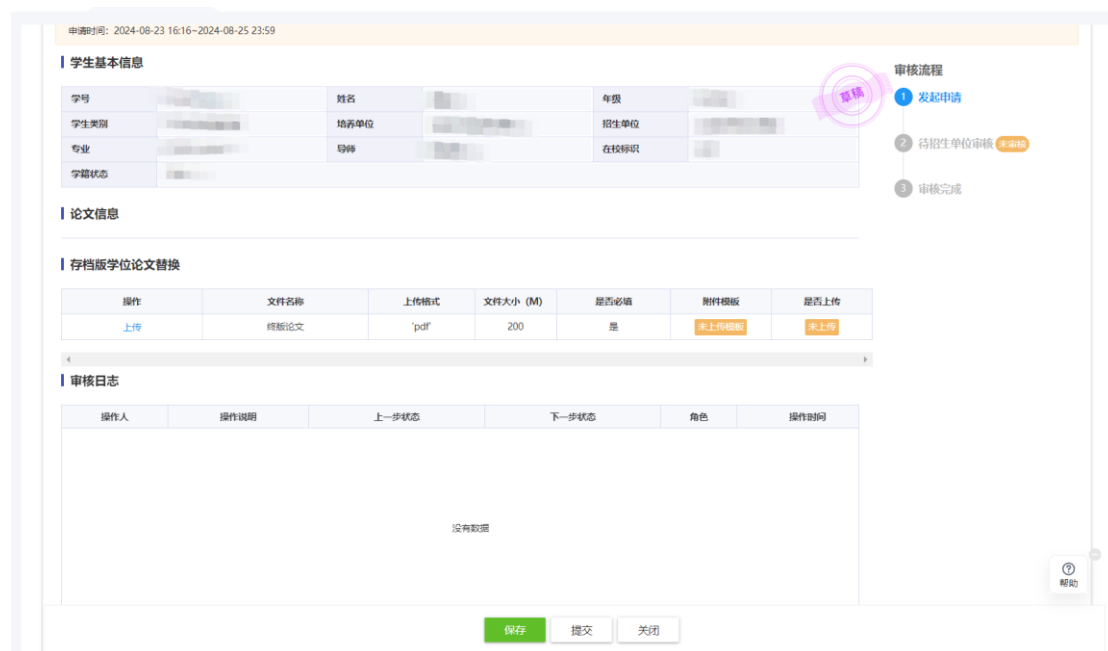 申请时间：2024-08-23 16:16~2024-08-25 23:59
学生基本信息
学号 姓名 年级
学生类别 培养单位 招生单位
专业 导师 在校标识
学籍状态
草稿
审核流程
1 发起申请
2 待招生单位审核 未审核
3 审核完成
论文信息
存档版学位论文替换
操作 文件名称 上传格式 文件大小（M） 是否必填 附件模板 是否上传
上传 终版论文 'pdf' 200 是 未上传模板 未上传
审核日志
操作人 操作说明 上一步状态 下一步状态 角色 操作时间
没有数据
帮助
保存 提交 关闭